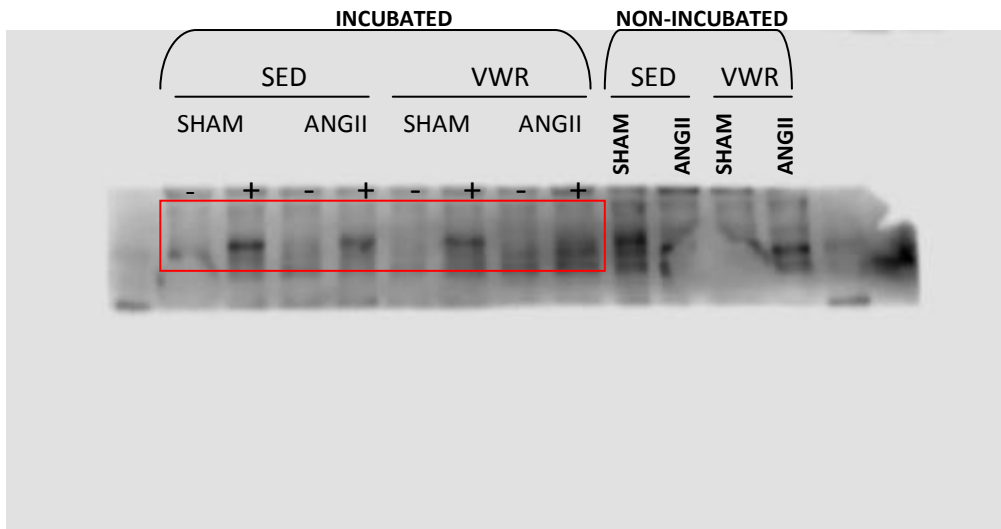 INCUBATED NON-INCUBATED
SED VWR SED VWR
SHAM ANGII SHAM ANGII SHAM ANGII SHAM ANGII
- + - + - + - +